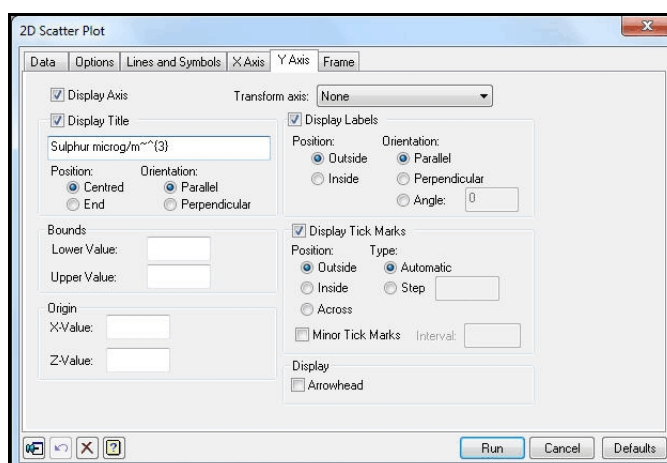 2D Scatter Plot
Data Options Lines and Symbols X Axis Y Axis Frame
Display Axis Transform axis: None
Display Title
Sulphur microg/m~^{3}
Position: Orientation:
Centred Parallel
End Perpendicular
Display Labels
Position: Orientation:
Outside Parallel
Inside Perpendicular
Angle: 0
Bounds
Lower Value:
Upper Value:
Display Tick Marks
Position: Type:
Outside Automatic
Inside Step
Across
Minor Tick Marks Interval:
Origin
X-Value:
Z-Value:
Display
Arrowhead
Run Cancel Defaults